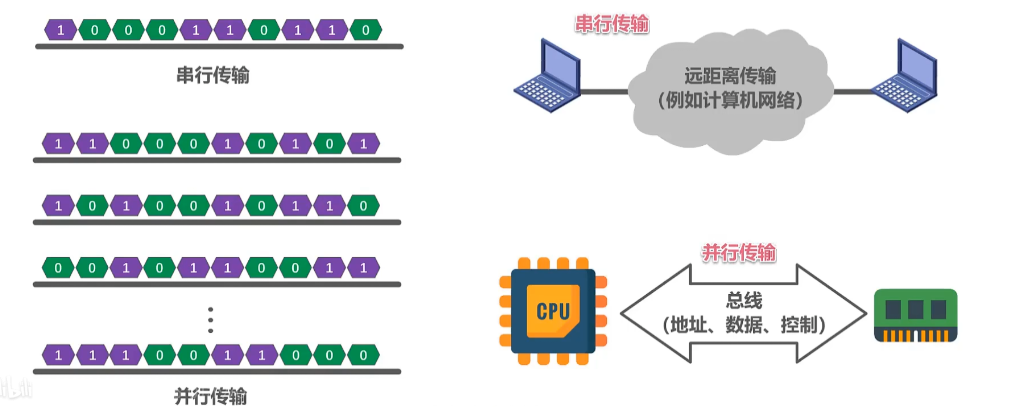 1 0 0 0 1 1 0 1 1 0
串行传输
1 1 0 0 0 1 0 1 0 1
1 0 1 0 0 1 0 1 1 0
0 0 1 0 1 1 0 0 1 1
1 1 1 0 0 1 1 0 0 0
并行传输
串行传输
远距离传输
（例如计算机网络）
并行传输
CPU
总线
（地址、数据、控制）